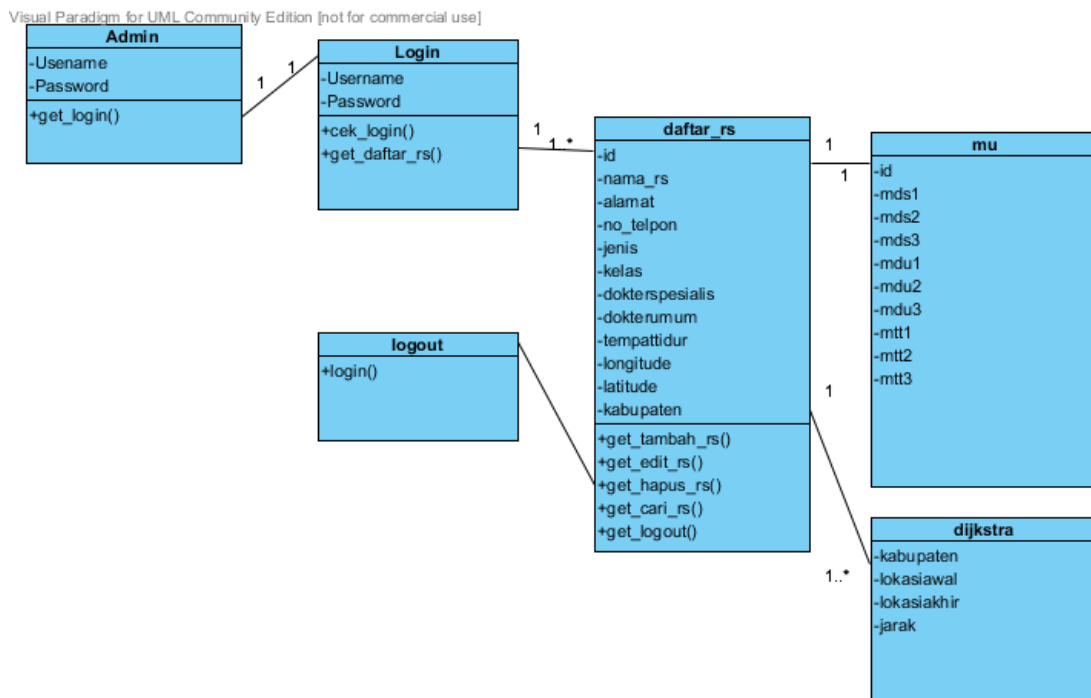 Visual Paradigm for UML Community Edition [not for commercial use]
Admin
-Usename
-Password
+get_login()
1
1
Login
-Username
-Password
+cek_login()
+get_daftar_rs()
1
1..*
daftar_rs
-id
-nama_rs
-alamat
-no_telpon
-jenis
-kelas
-dokterspesialis
-dokterumum
-tempattidur
-longitude
-latitude
-kabupaten
+get_tambah_rs()
+get_edit_rs()
+get_hapus_rs()
+get_cari_rs()
+get_logout()
1
1
mu
-id
-mds1
-mds2
-mds3
-mdu1
-mdu2
-mdu3
-mtt1
-mtt2
-mtt3
logout
+login()
1
1..*
dijkstra
-kabupaten
-lokasiawal
-lokasiakhir
-jarak